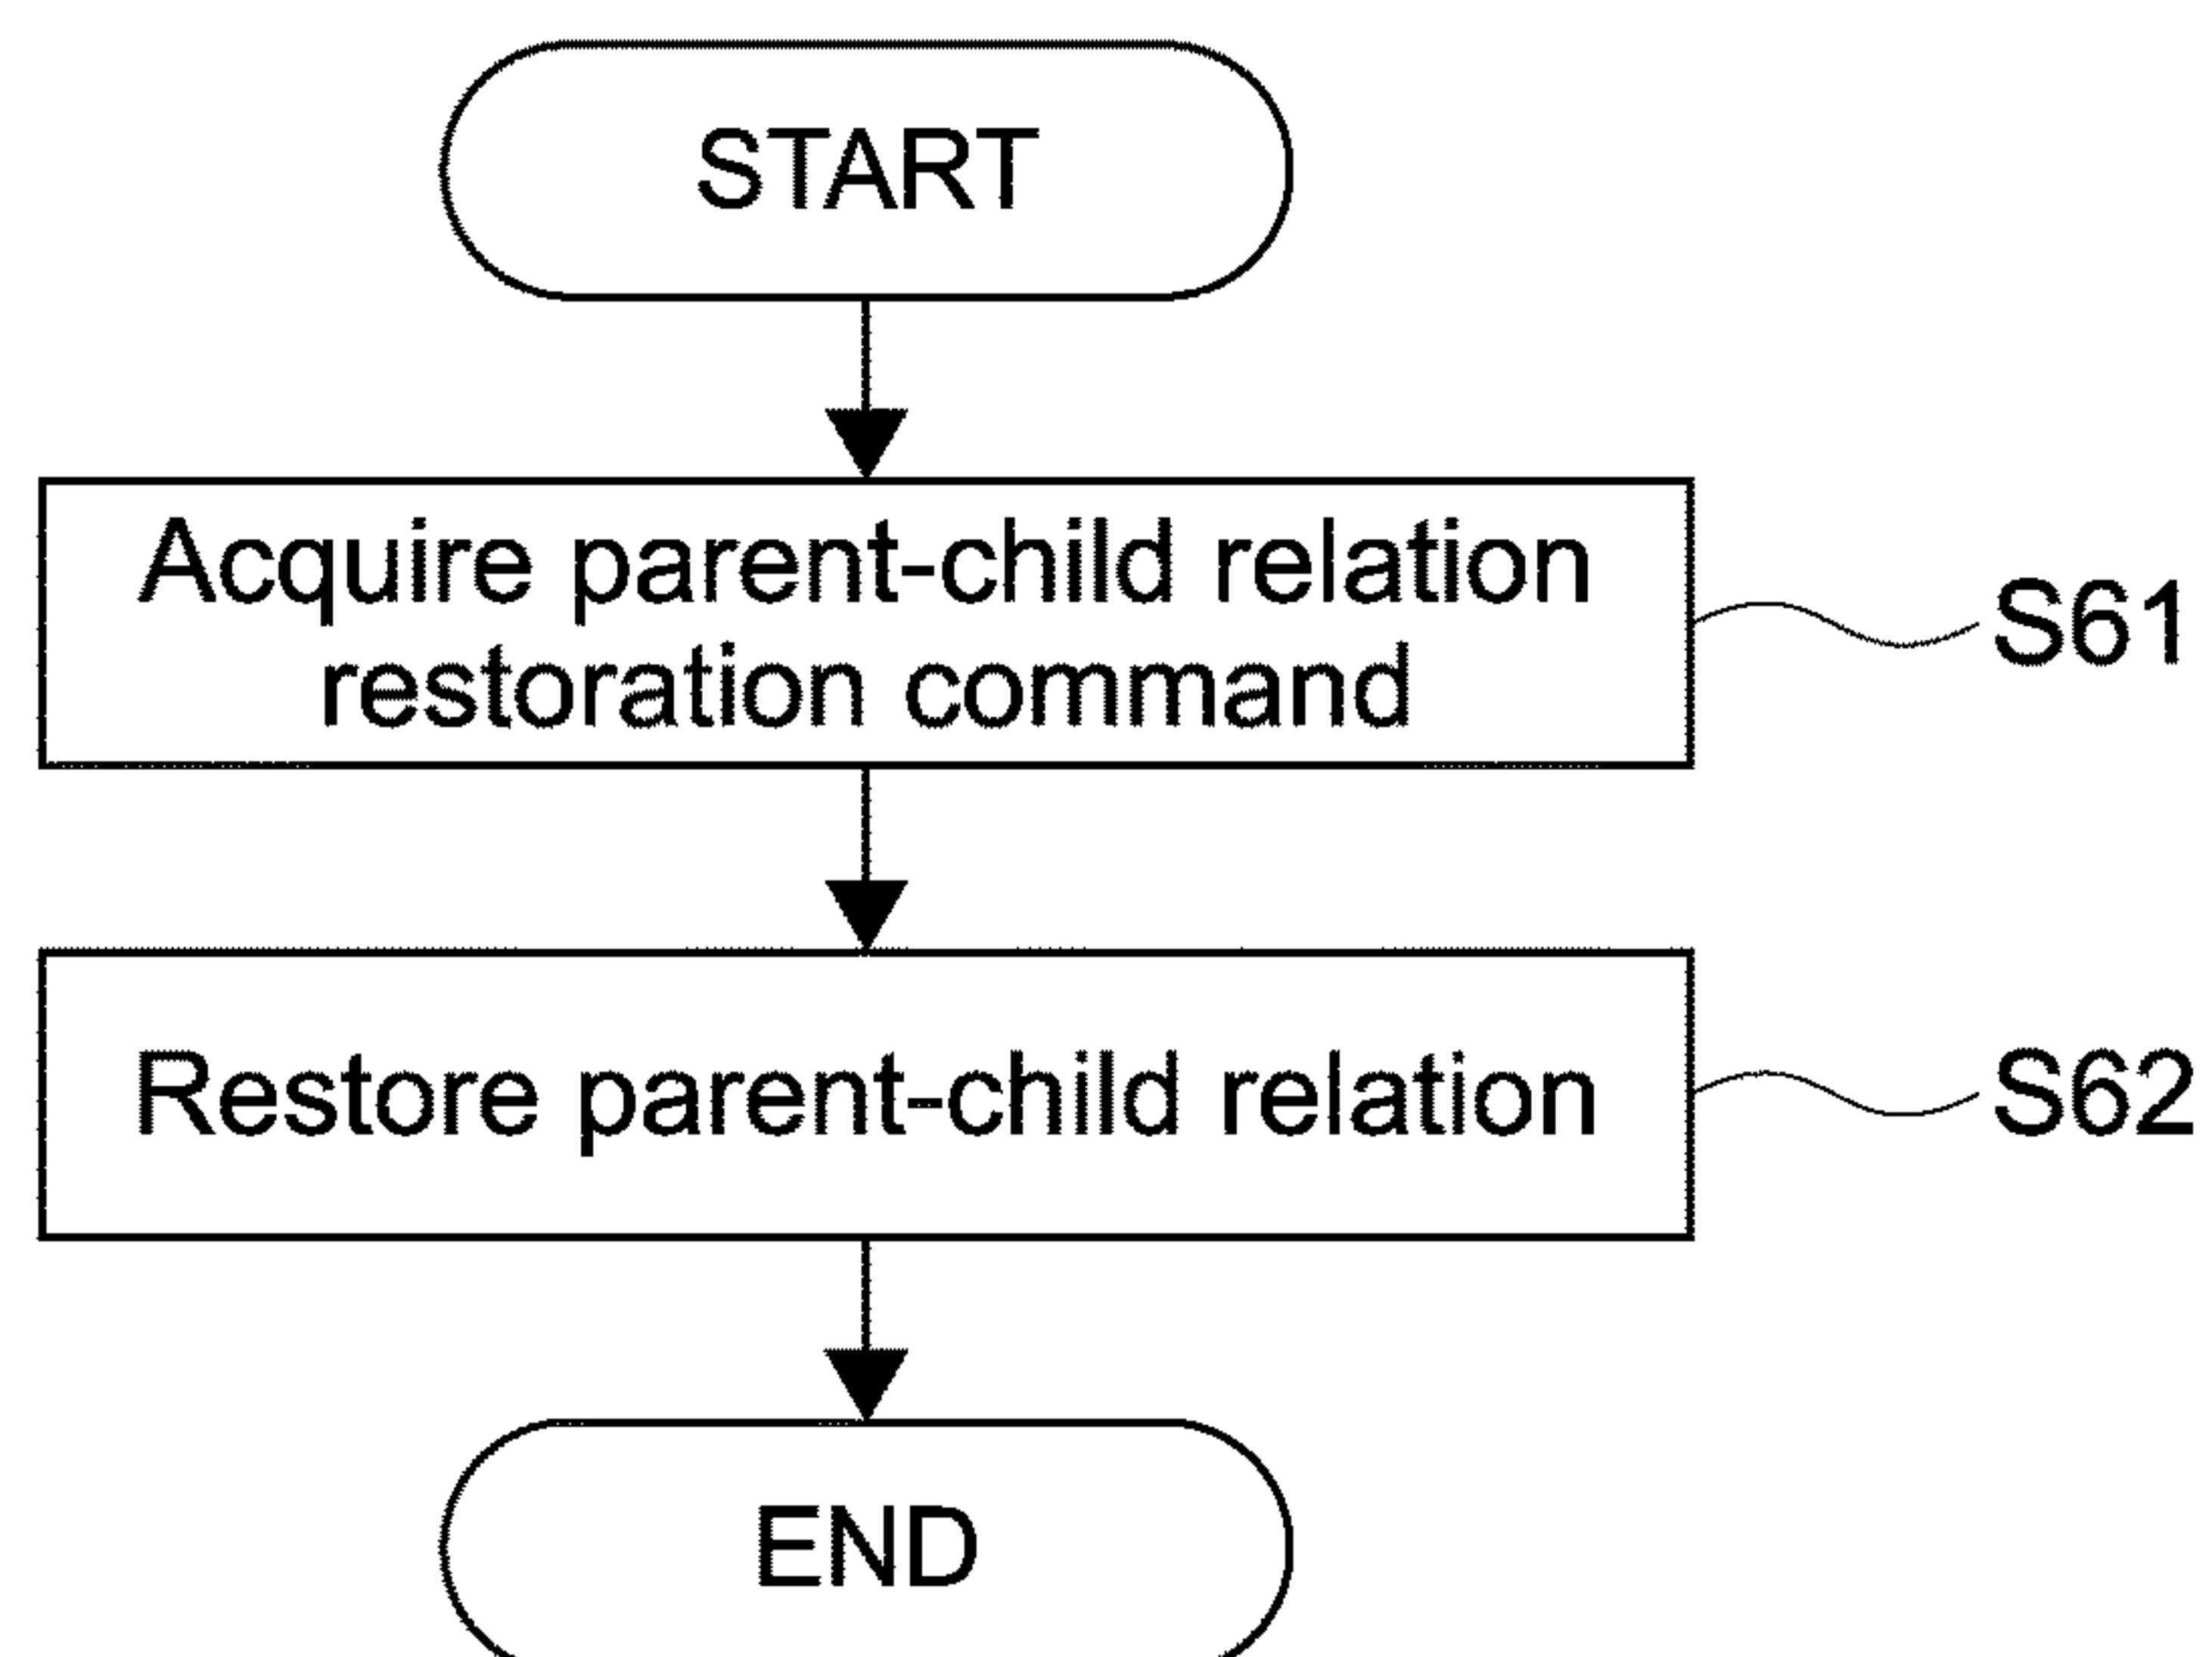 START
Acquire parent-child relation
restoration command
S61
Restore parent-child relation
S62
END